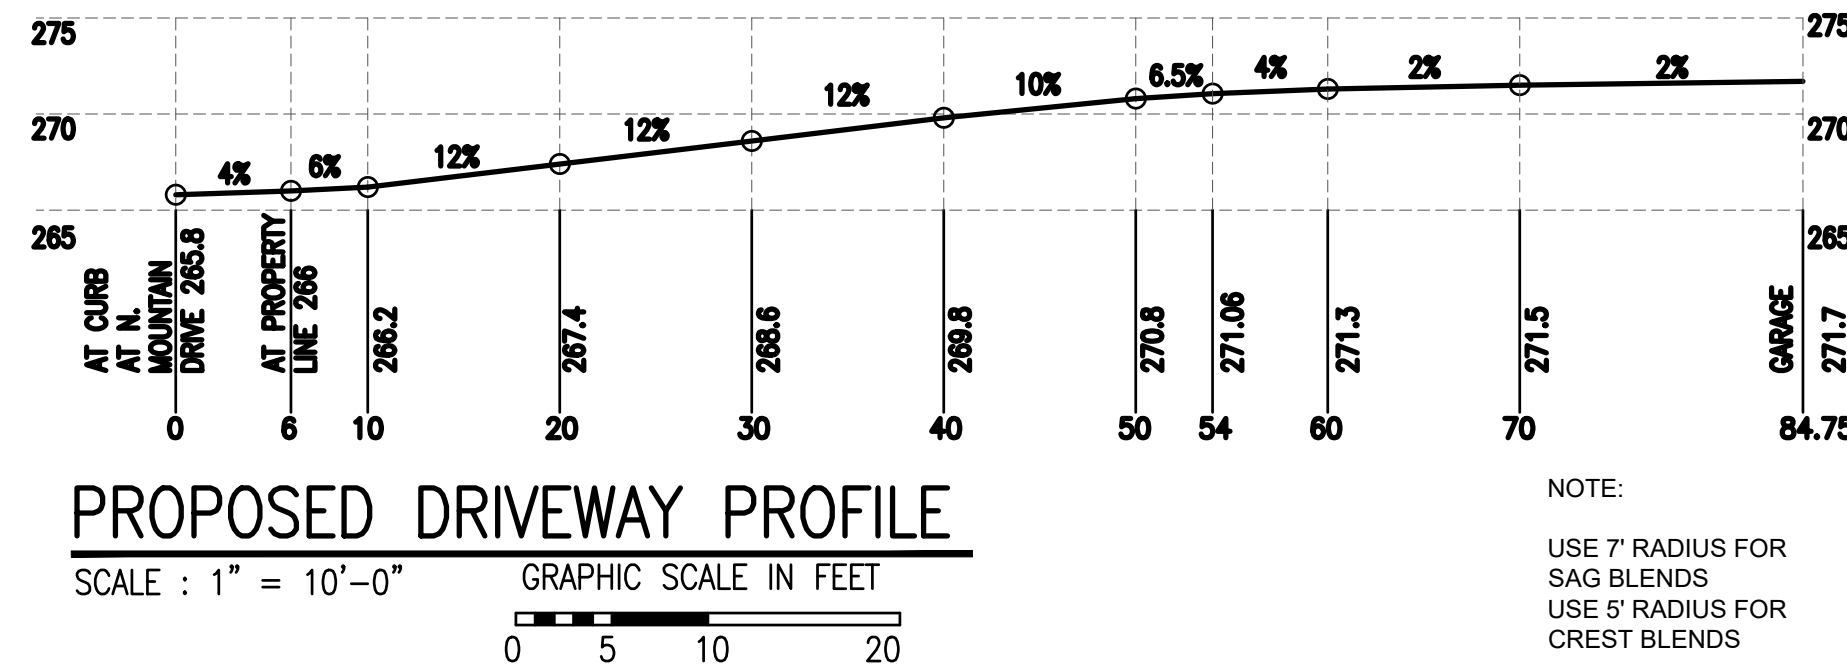 275
275
4%
6%
12%
12%
12%
10%
6.5%
4%
2%
2%
270
270
265
265
AT CURB
AT N.
MOUNTAIN
DRIVE 265.8
AT PROPERTY
LINE 266
266.2
267.4
268.6
269.8
270.8
271.06
271.3
271.5
GARAGE
271.7
0
6
10
20
30
40
50
54
60
70
84.75
PROPOSED DRIVEWAY PROFILE
SCALE : 1” = 10’-0”
GRAPHIC SCALE IN FEET
0
5
10
20
NOTE:
USE 7' RADIUS FOR
SAG BLENDS
USE 5' RADIUS FOR
CREST BLENDS